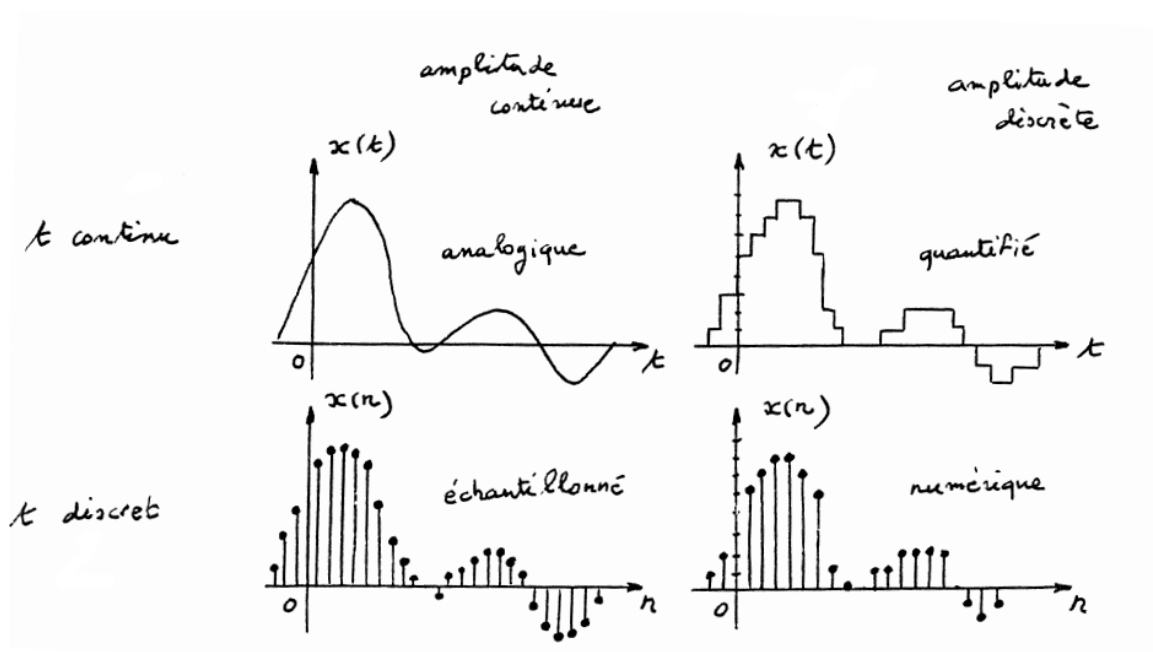 amplitude
continue
amplitude
discrète
x(t)
x(t)
t continu
analogique
quantifié
0
t
0
t
x(n)
x(n)
t discret
échantillonné
numérique
0
n
0
n